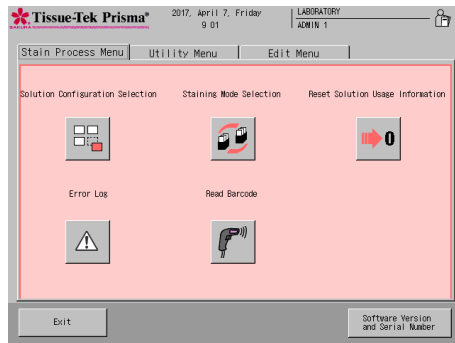 Tissue-Tek Prisma®
SAKURA
2017, April 7, Friday
9 01
LABORATORY
ADMIN 1
Stain Process Menu
Utility Menu
Edit Menu
Solution Configuration Selection
Staining Mode Selection
Reset Solution Usage Information
0
Error Log
Read Barcode
Exit
Software Version
and Serial Number